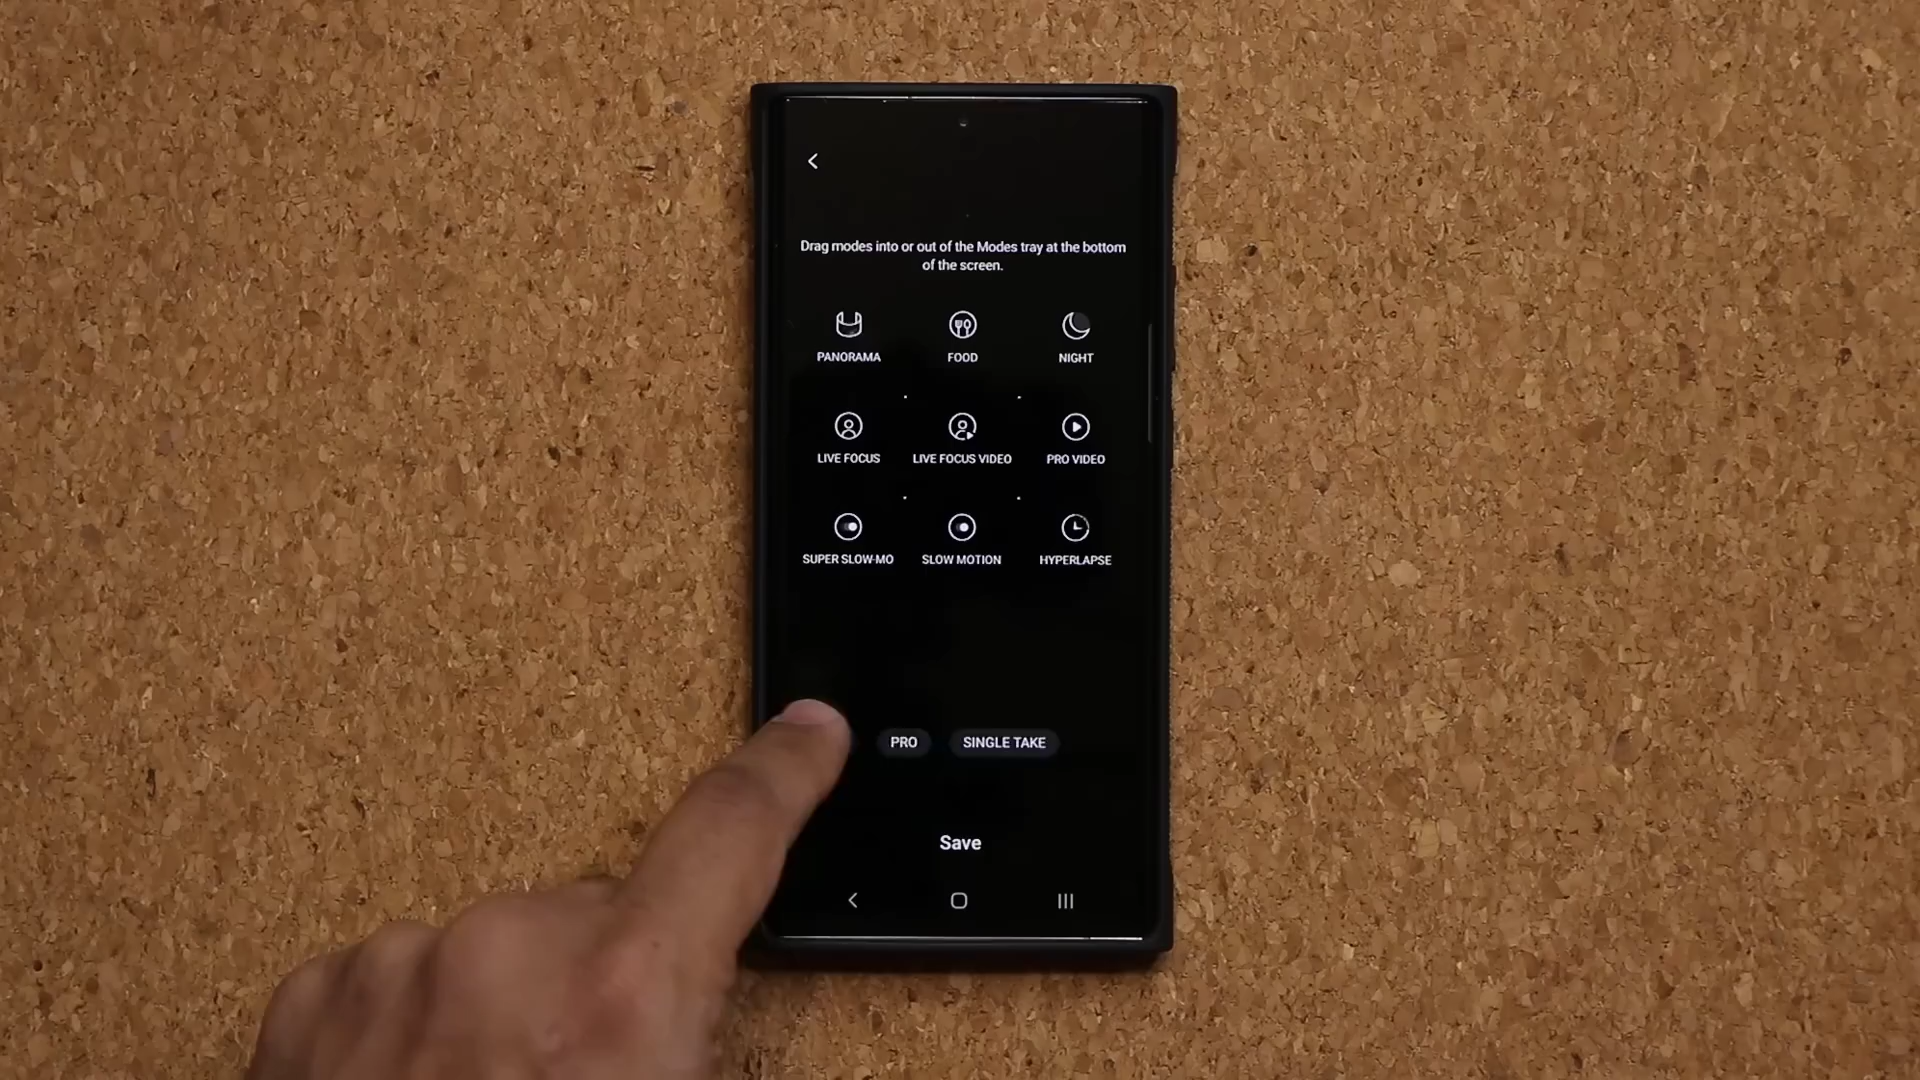 Drag modes into or out of the Modes tray at the bottom
of the screen.
PANORAMA
FOOD
NIGHT
LIVE FOCUS
LIVE FOCUS VIDEO
PRO VIDEO
SUPER SLOW-MO
SLOW MOTION
HYPERLAPSE
PRO
SINGLE TAKE
Save